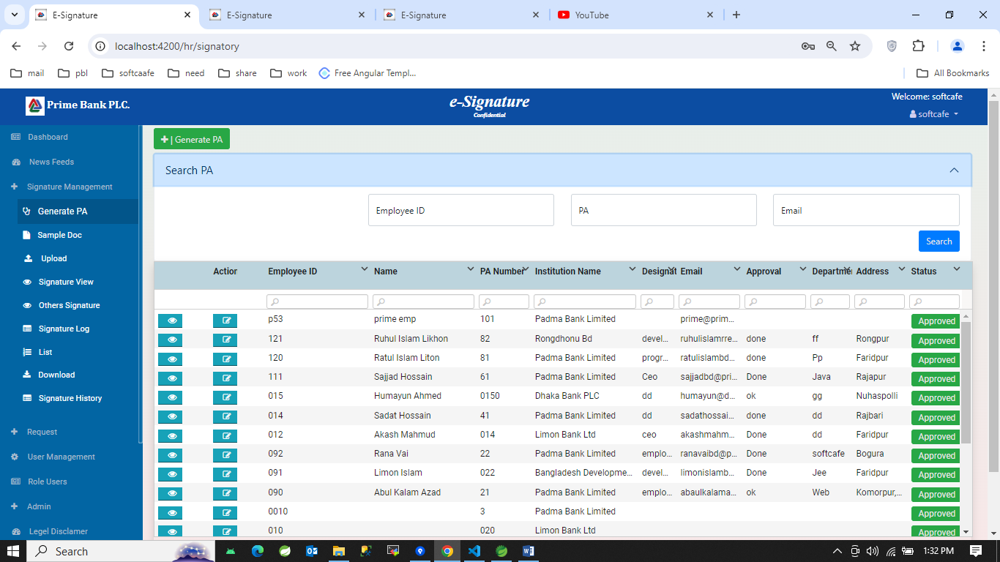 E-Signature
E-Signature
E-Signature
YouTube
localhost:4200/hr/signatory
mail
pbl
softcaafe
need
share
work
Free Angular Templ...
All Bookmarks
Prime Bank PLC.
e-Signature
Confidential
Welcome: softcafe
softcafe
Dashboard
News Feeds
Signature Management
Generate PA
Sample Doc
Upload
Signature View
Others Signature
Signature Log
List
Download
Signature History
Request
User Management
Role Users
Admin
Legel Disclamer
+ | Generate PA
Search PA
Employee ID PA Email
Search
Action Employee ID Name PA Number Institution Name Designat Email Approval Departmen Address Status
p53 prime emp 101 Padma Bank Limited prime@prim... Approved
121 Ruhul Islam Likhon 82 Rongdhonu Bd devel... ruhulislamrre... done ff Rongpur Approved
120 Ratul Islam Liton 81 Padma Bank Limited progr... ratulislambd... done Pp Faridpur Approved
111 Sajjad Hossain 61 Padma Bank Limited Ceo sajjadbd@pri... Done Java Rajapur Approved
015 Humayun Ahmed 0150 Dhaka Bank PLC dd humayun@d... ok gg Nuhaspolli Approved
014 Sadat Hossain 41 Padma Bank Limited dd sadathossai... done dd Rajbari Approved
012 Akash Mahmud 014 Limon Bank Ltd ceo akashmahm... Done dd Faridpur Approved
092 Rana Vai 22 Padma Bank Limited emplo... ranavaibd@p... Done softcafe Bogura Approved
091 Limon Islam 022 Bangladesh Developme... devel... limonislamb... Done Jee Faridpur Approved
090 Abul Kalam Azad 21 Padma Bank Limited emplo... abaulkalama... ok Web Komorpur,... Approved
0010 3 Padma Bank Limited Approved
010 020 Limon Bank Ltd Approved
Search
1:32 PM